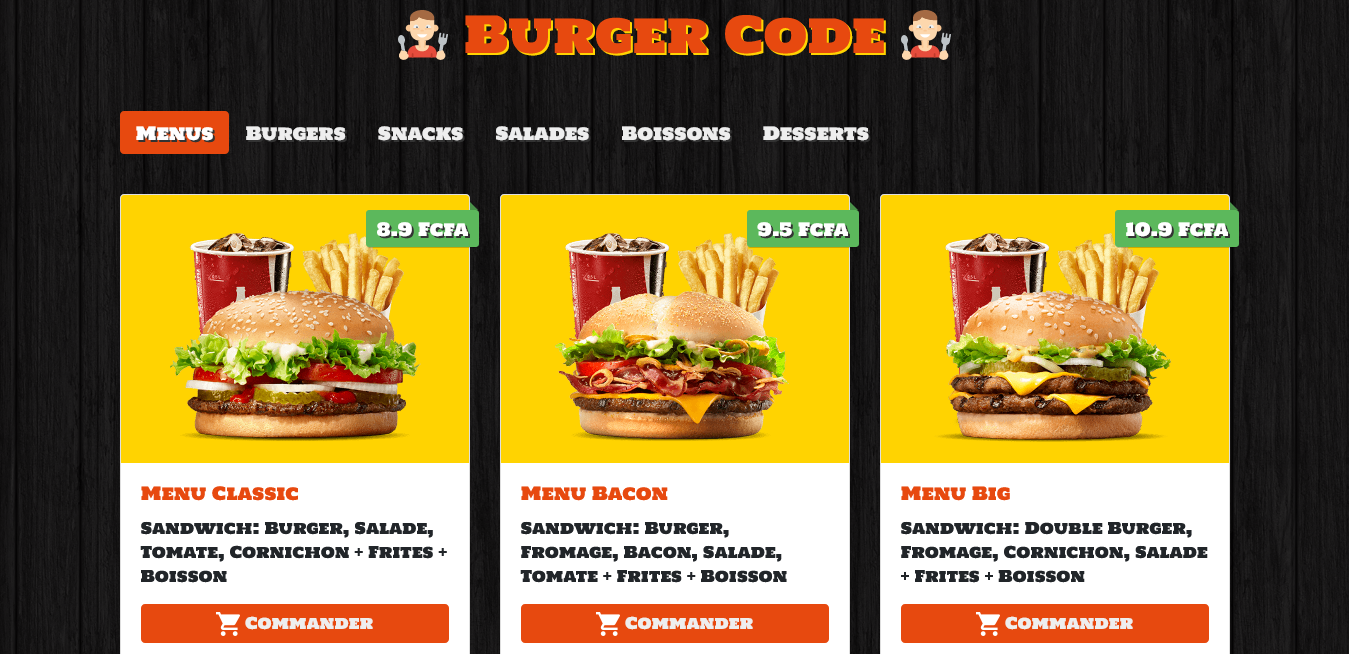 Burger Code
Menus Burgers Snacks Salades Boissons Desserts
8.9 Fcfa
9.5 Fcfa
10.9 Fcfa
Menu Classic
Sandwich: Burger, Salade,
Tomate, Cornichon + Frites +
Boisson
Commander
Menu Bacon
Sandwich: Burger,
Fromage, Bacon, Salade,
Tomate + Frites + Boisson
Commander
Menu Big
Sandwich: Double Burger,
Fromage, Cornichon, Salade
+ Frites + Boisson
Commander